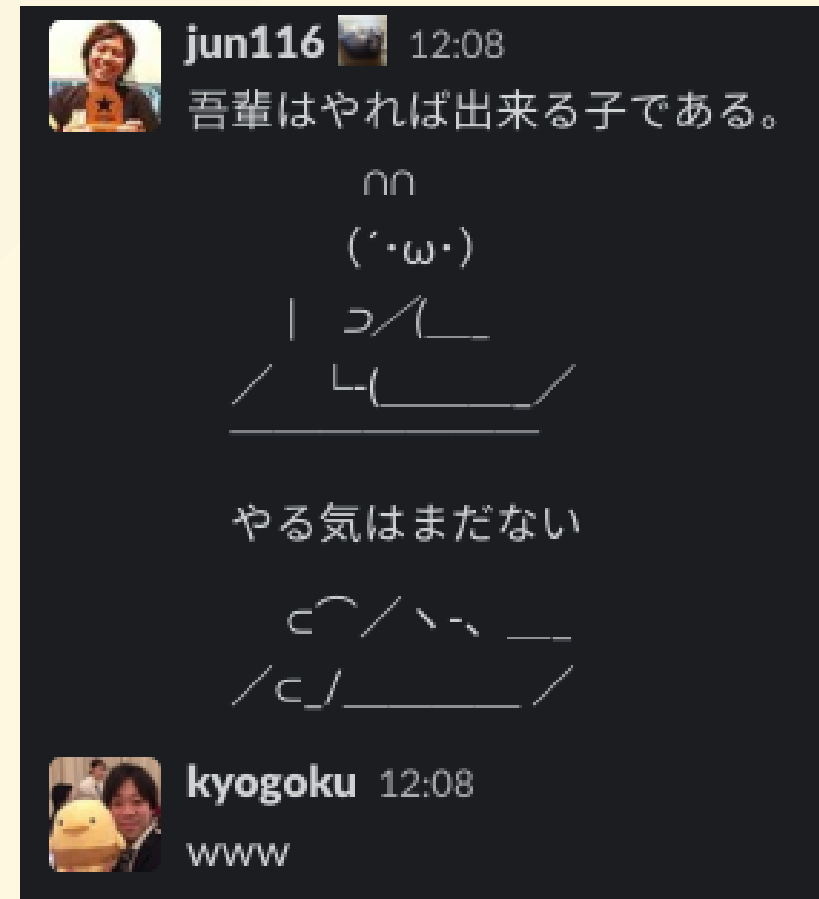 jun116 12:08
吾輩はやれば出来る子である。
∩∩
(´･ω･)
｜ ⊃／(＿＿_
／ └-(＿＿＿＿＿_／
￣￣￣￣￣￣￣
やる気はまだない
⊂⌒／ヽ-、＿_
／⊂_/＿＿＿＿ ／
kyogoku 12:08
www